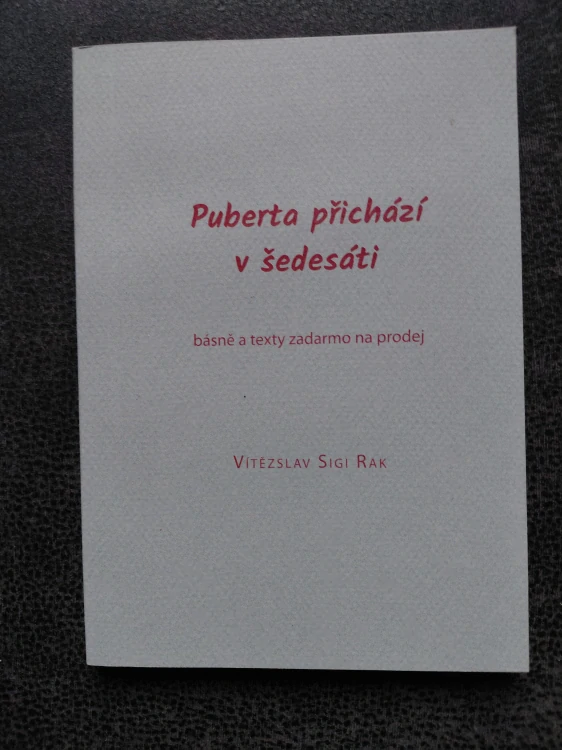 Puberta přichází
v šedesáti
básně a texty zadarmo na prodej
Vítězslav Sigi Rak